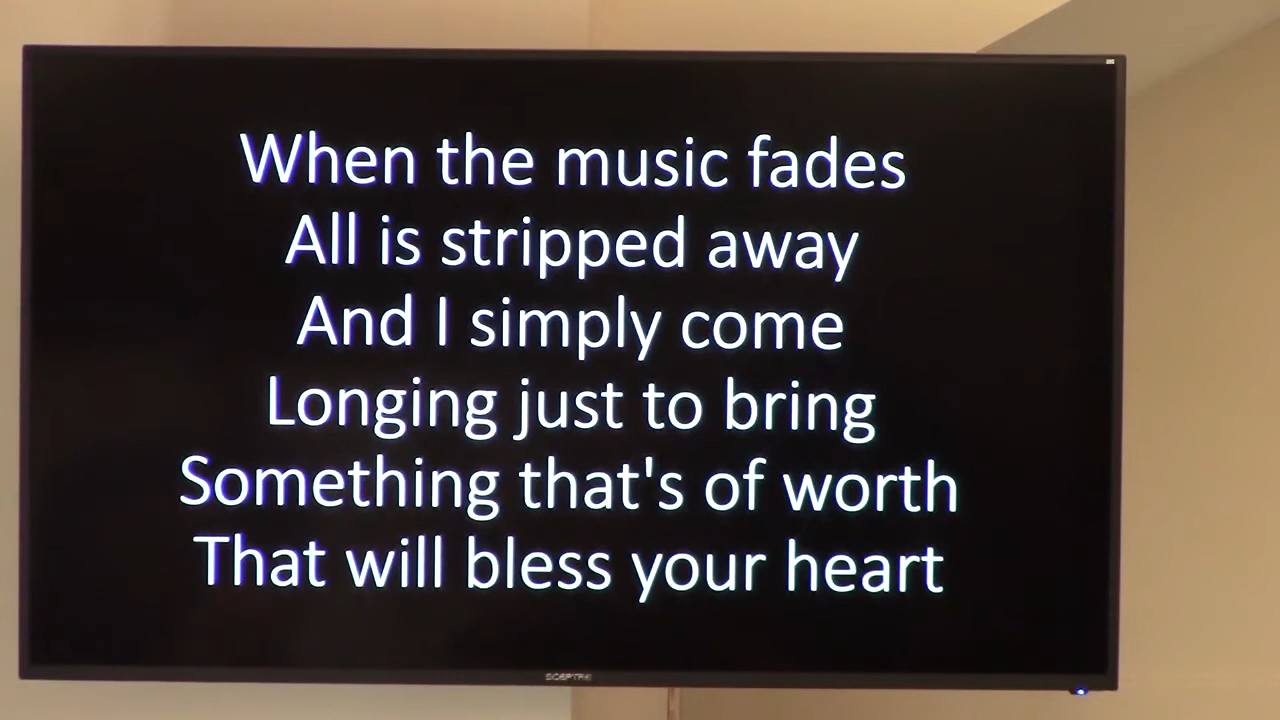 When the music fades
All is stripped away
And I simply come
Longing just to bring
Something that's of worth
That will bless your heart
SCEPTRE